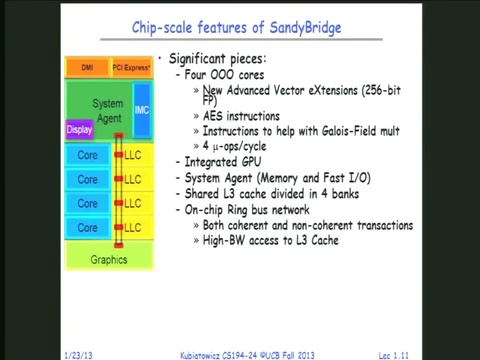 Chip-scale features of SandyBridge
DMI
PCI Express*
System
Agent
IMC
Display
Core
LLC
Core
LLC
Core
LLC
Core
LLC
Graphics
• Significant pieces:
– Four OOO cores
» New Advanced Vector eXtensions (256-bit
FP)
» AES instructions
» Instructions to help with Galois-Field mult
» 4 μ-ops/cycle
– Integrated GPU
– System Agent (Memory and Fast I/O)
– Shared L3 cache divided in 4 banks
– On-chip Ring bus network
» Both coherent and non-coherent transactions
» High-BW access to L3 Cache
1/23/13
Kubiatowicz CS194-24 ©UCB Fall 2013
Lec 1.11